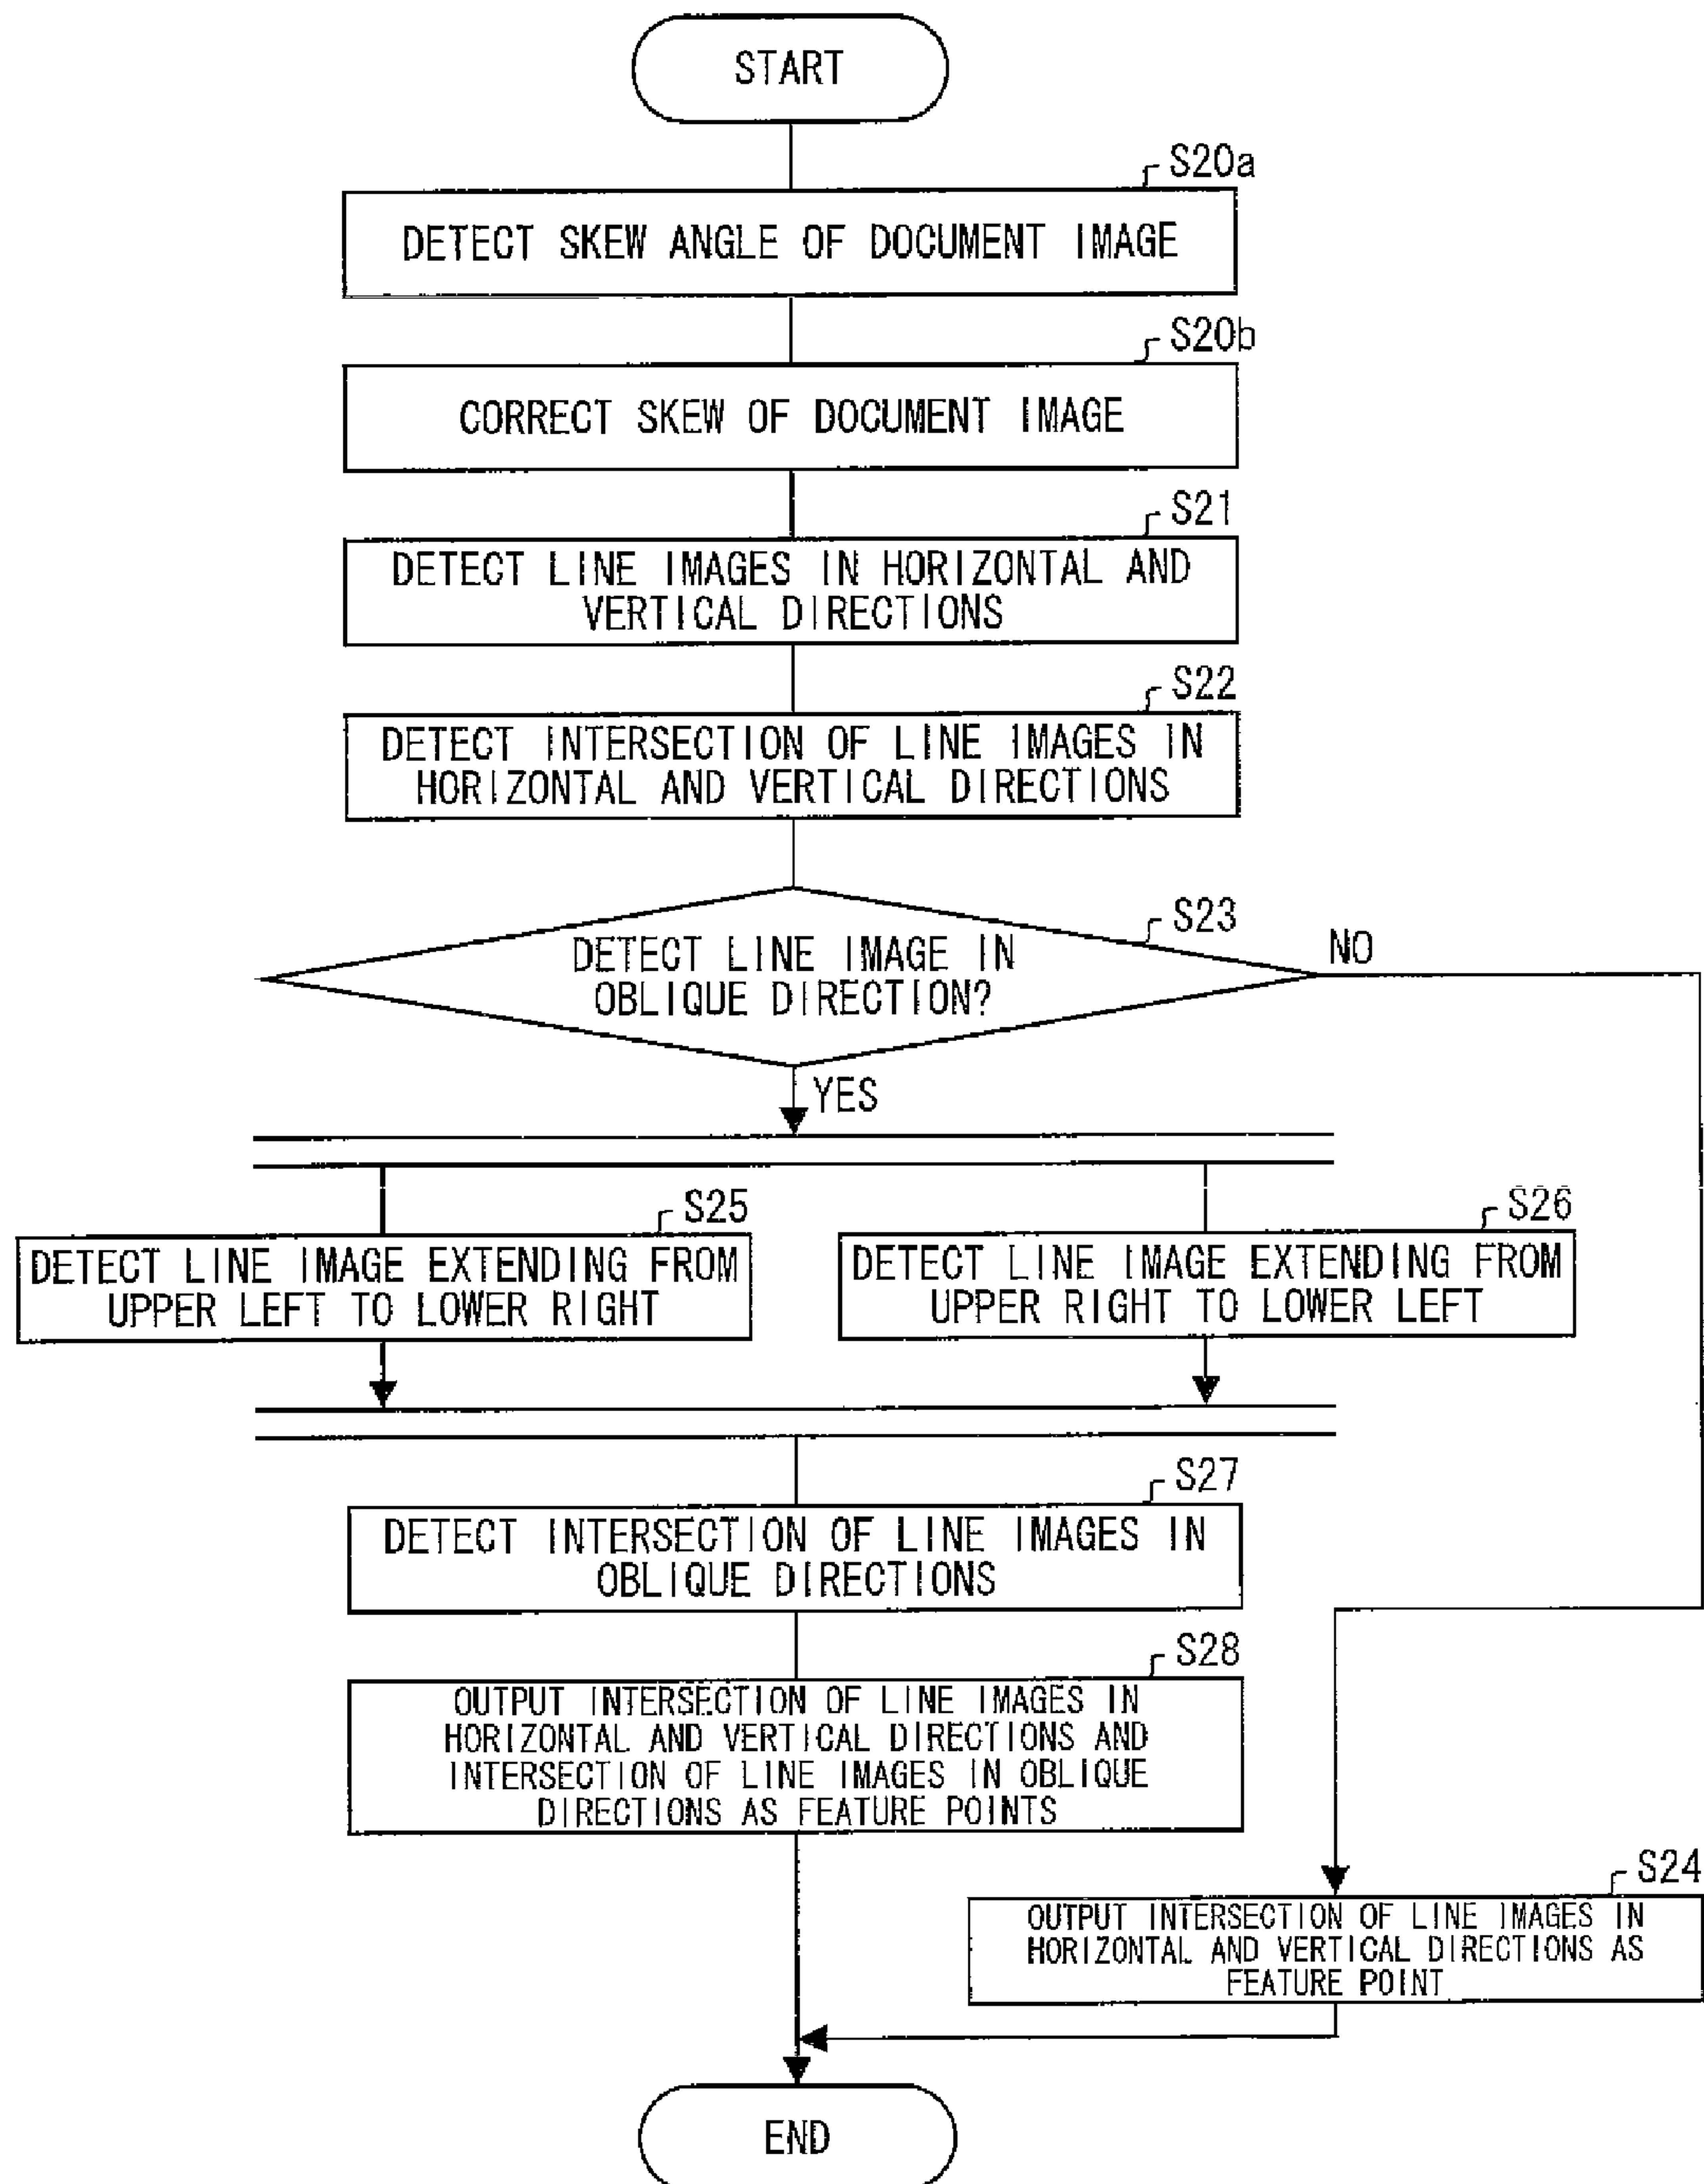 START
S20a
DETECT SKEW ANGLE OF DOCUMENT IMAGE
S20b
CORRECT SKEW OF DOCUMENT IMAGE
S21
DETECT LINE IMAGES IN HORIZONTAL AND
VERTICAL DIRECTIONS
S22
DETECT INTERSECTION OF LINE IMAGES IN
HORIZONTAL AND VERTICAL DIRECTIONS
S23
DETECT LINE IMAGE IN
OBLIQUE DIRECTION?
NO
YES
S25
DETECT LINE IMAGE EXTENDING FROM
UPPER LEFT TO LOWER RIGHT
S26
DETECT LINE IMAGE EXTENDING FROM
UPPER RIGHT TO LOWER LEFT
S27
DETECT INTERSECTION OF LINE IMAGES IN
OBLIQUE DIRECTIONS
S28
OUTPUT INTERSECTION OF LINE IMAGES IN
HORIZONTAL AND VERTICAL DIRECTIONS AND
INTERSECTION OF LINE IMAGES IN OBLIQUE
DIRECTIONS AS FEATURE POINTS
S24
OUTPUT INTERSECTION OF LINE IMAGES IN
HORIZONTAL AND VERTICAL DIRECTIONS AS
FEATURE POINT
END